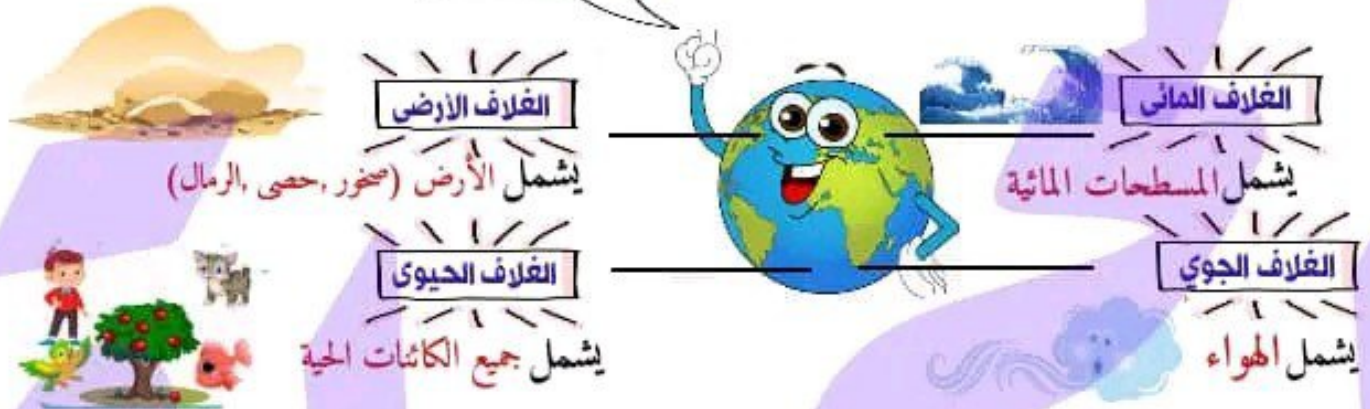 الغلاف المائى
يشمل المسطحات المائية
الغلاف الأرضى
يشمل الأرض (صخور ,حصى ,الرمال)
الغلاف الجوي
يشمل الهواء
الغلاف الحيوى
يشمل جميع الكائنات الحية